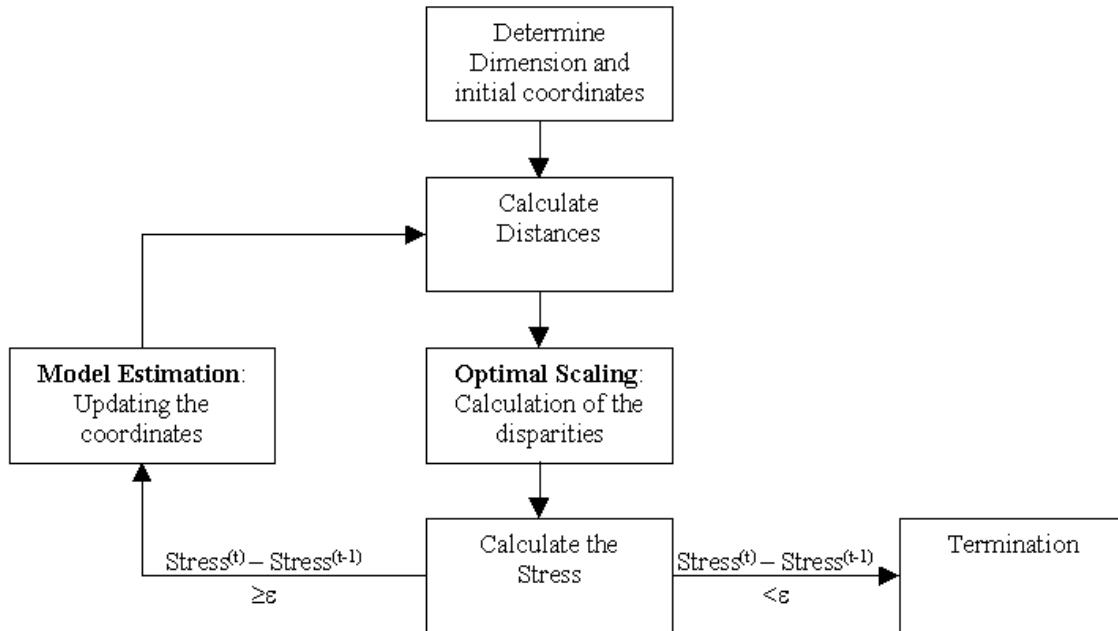 Determine
Dimension and
initial coordinates
Calculate
Distances
Model Estimation:
Updating the
coordinates
Optimal Scaling:
Calculation of the
disparities
Stress(t) – Stress(t-1)
≥ε
Calculate the
Stress
Stress(t) – Stress(t-1)
<ε
Termination